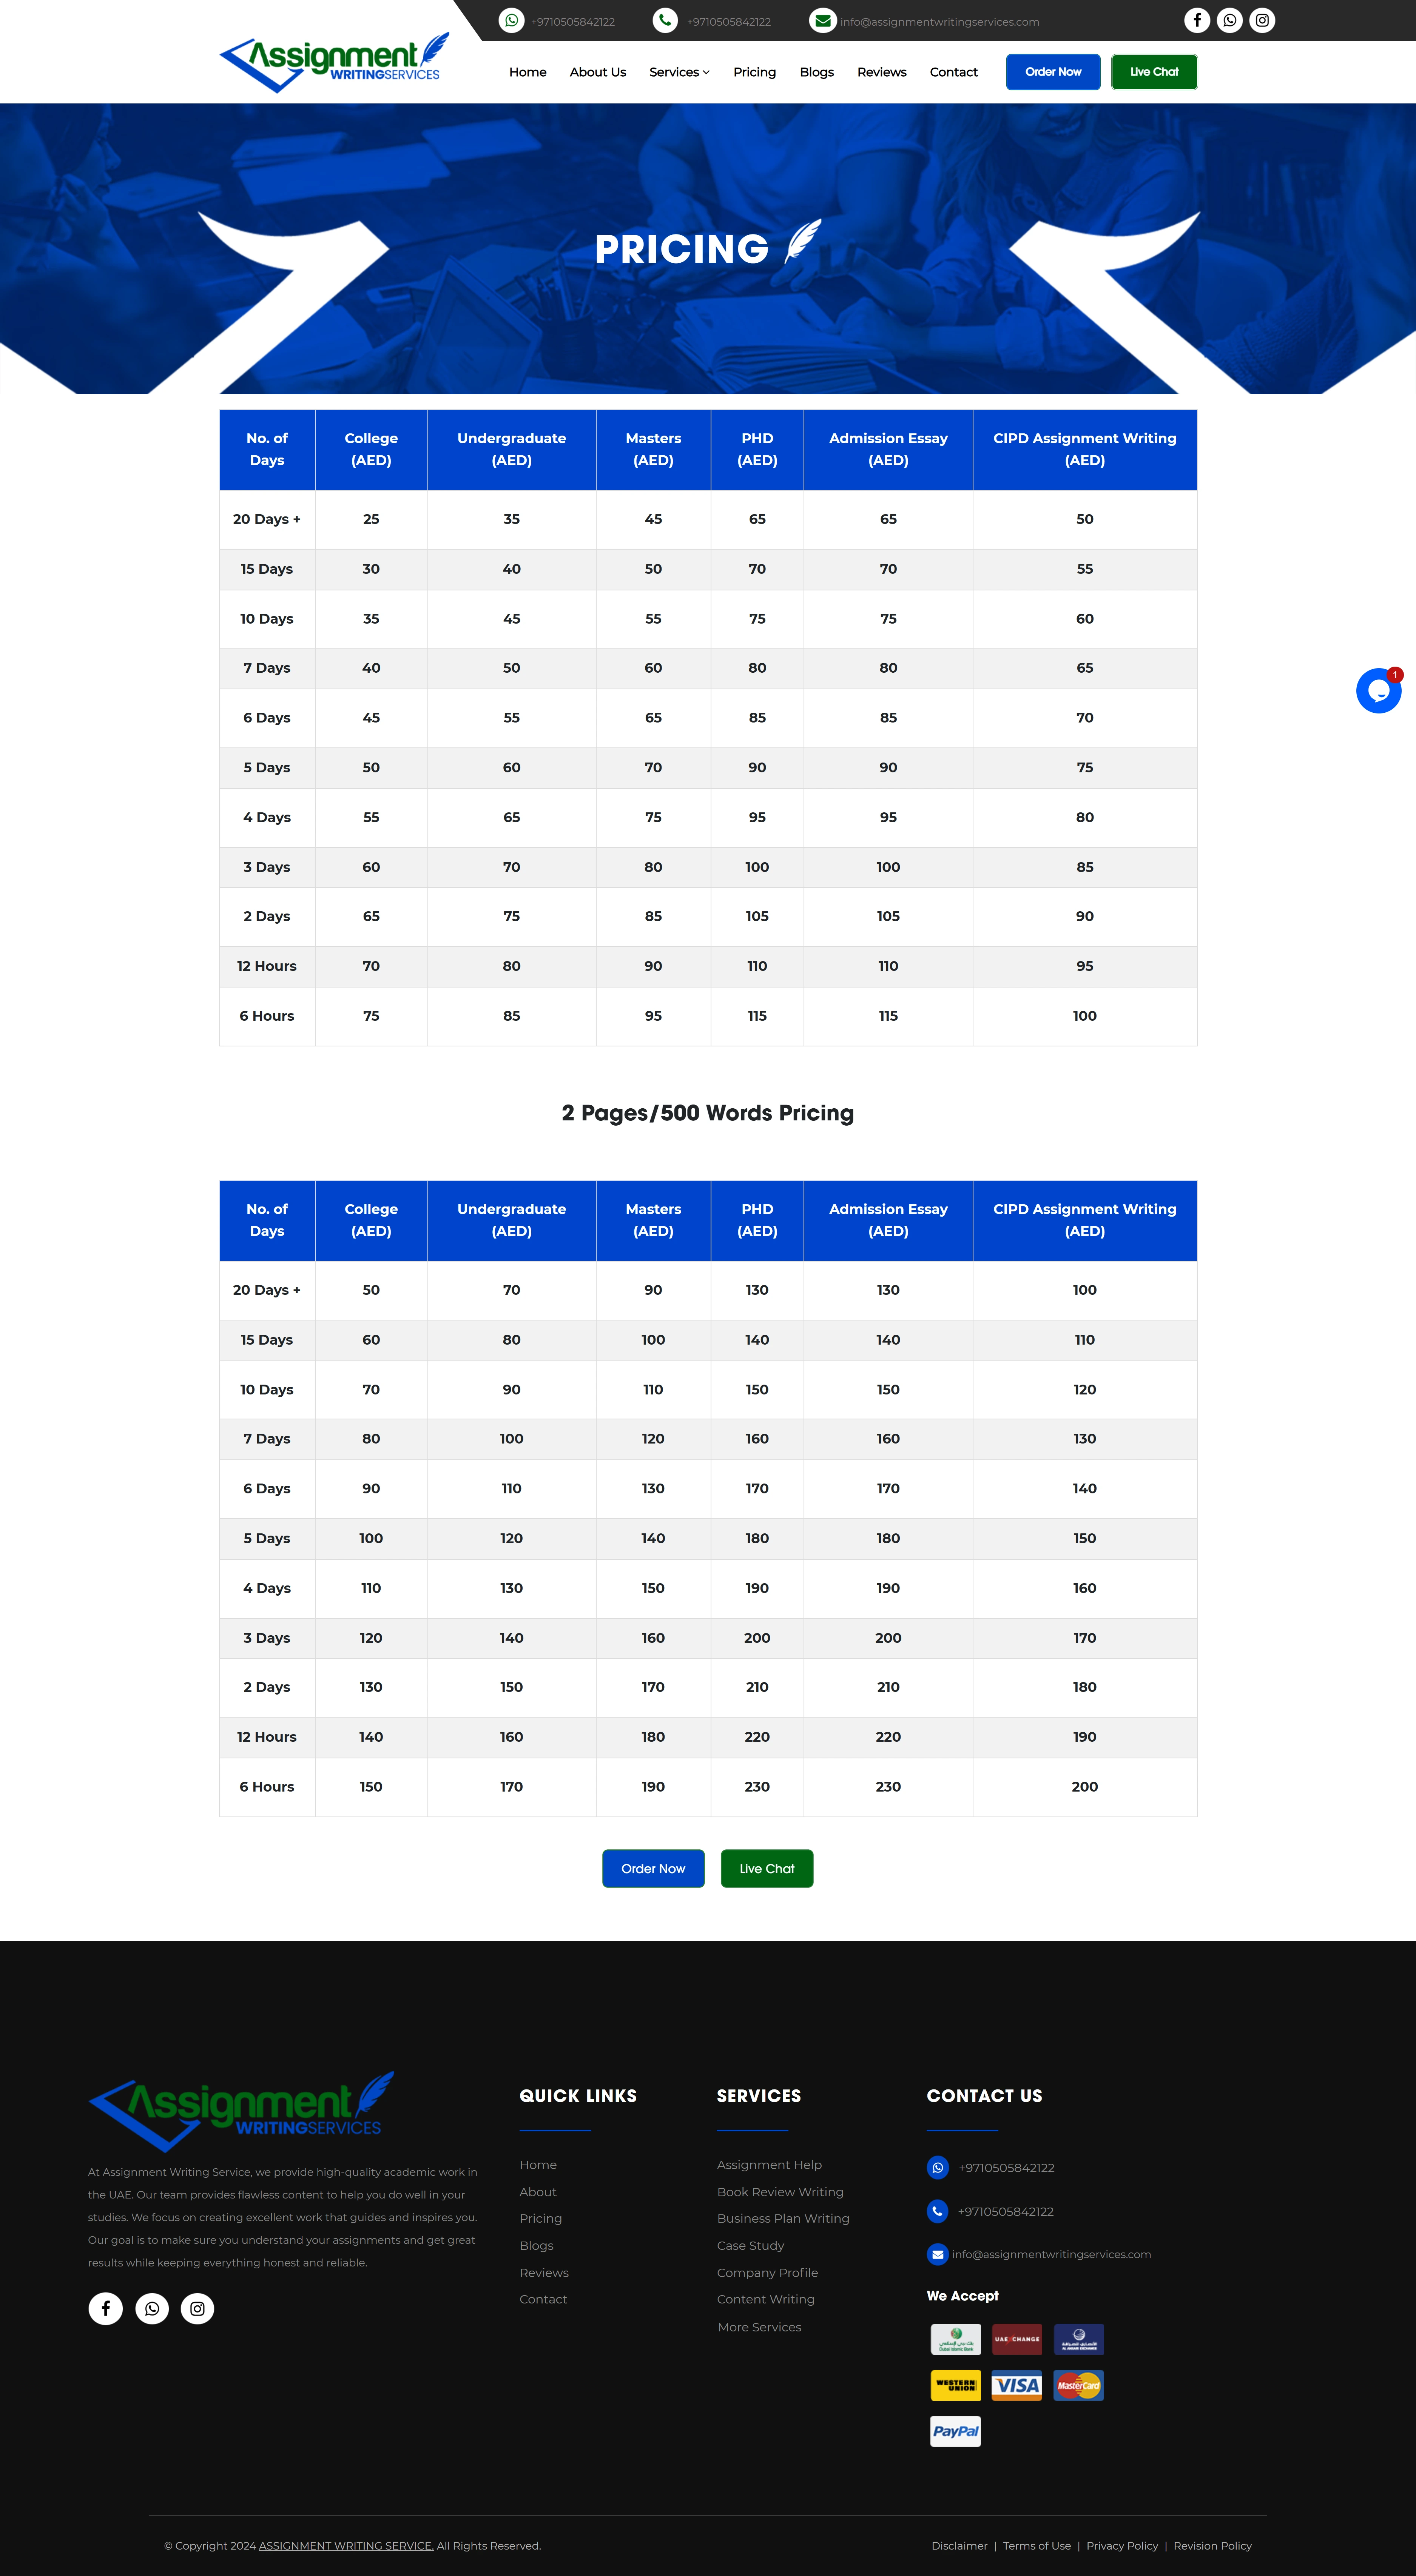 +9710505842122 +9710505842122 info@assignmentwritingservices.com
Assignment
WRITINGSERVICES
Home About Us Services Pricing Blogs Reviews Contact Order Now Live Chat
PRICING
No. of Days College (AED) Undergraduate (AED) Masters (AED) PHD (AED) Admission Essay (AED) CIPD Assignment Writing (AED)
20 Days + 25 35 45 65 65 50
15 Days 30 40 50 70 70 55
10 Days 35 45 55 75 75 60
7 Days 40 50 60 80 80 65
1
6 Days 45 55 65 85 85 70
5 Days 50 60 70 90 90 75
4 Days 55 65 75 95 95 80
3 Days 60 70 80 100 100 85
2 Days 65 75 85 105 105 90
12 Hours 70 80 90 110 110 95
6 Hours 75 85 95 115 115 100
2 Pages/500 Words Pricing
No. of Days College (AED) Undergraduate (AED) Masters (AED) PHD (AED) Admission Essay (AED) CIPD Assignment Writing (AED)
20 Days + 50 70 90 130 130 100
15 Days 60 80 100 140 140 110
10 Days 70 90 110 150 150 120
7 Days 80 100 120 160 160 130
6 Days 90 110 130 170 170 140
5 Days 100 120 140 180 180 150
4 Days 110 130 150 190 190 160
3 Days 120 140 160 200 200 170
2 Days 130 150 170 210 210 180
12 Hours 140 160 180 220 220 190
6 Hours 150 170 190 230 230 200
Order Now Live Chat
Assignment
WRITINGSERVICES
At Assignment Writing Service, we provide high-quality academic work in
the UAE. Our team provides flawless content to help you do well in your
studies. We focus on creating excellent work that guides and inspires you.
Our goal is to make sure you understand your assignments and get great
results while keeping everything honest and reliable.
QUICK LINKS
Home
About
Pricing
Blogs
Reviews
Contact
SERVICES
Assignment Help
Book Review Writing
Business Plan Writing
Case Study
Company Profile
Content Writing
More Services
CONTACT US
+9710505842122
+9710505842122
info@assignmentwritingservices.com
We Accept
Dubai Islamic Bank
UAE XCHANGE
AL ANSARI EXCHANGE
WESTERN UNION
VISA
MasterCard
PayPal
© Copyright 2024 ASSIGNMENT WRITING SERVICE. All Rights Reserved.
Disclaimer | Terms of Use | Privacy Policy | Revision Policy